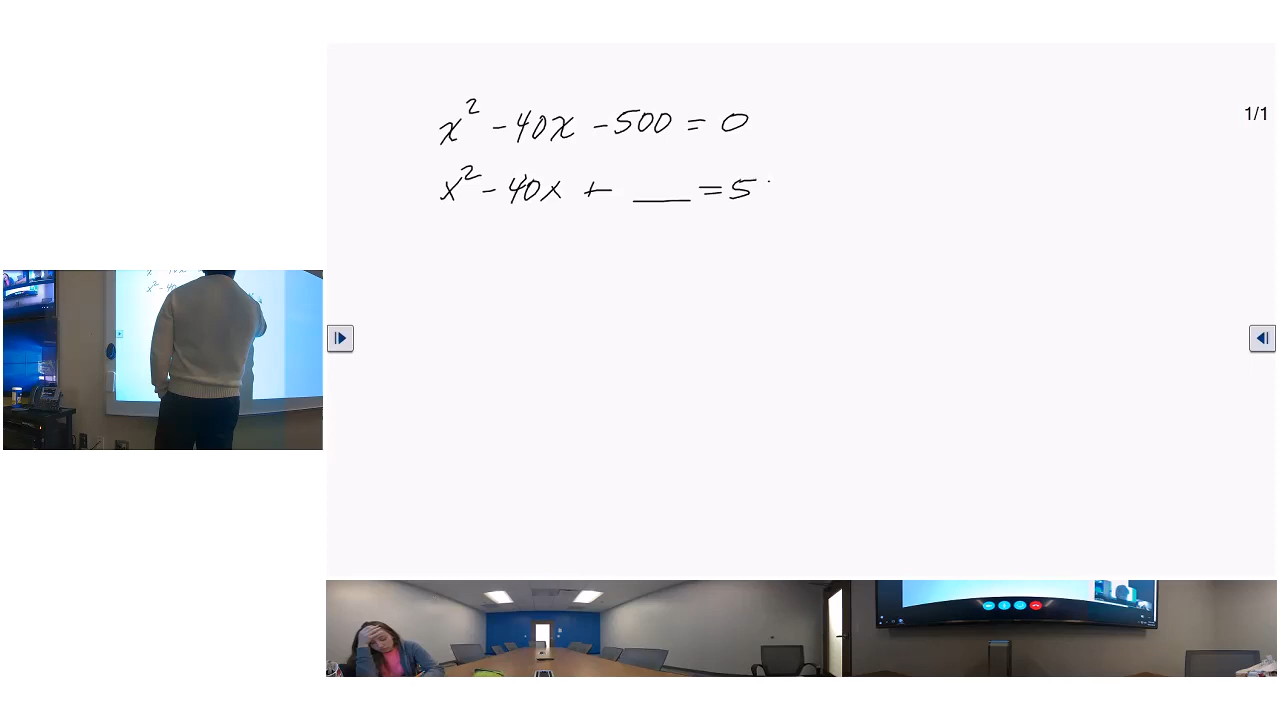 x² - 40x - 500 = 0
x² - 40x + ___ = 5
1/1